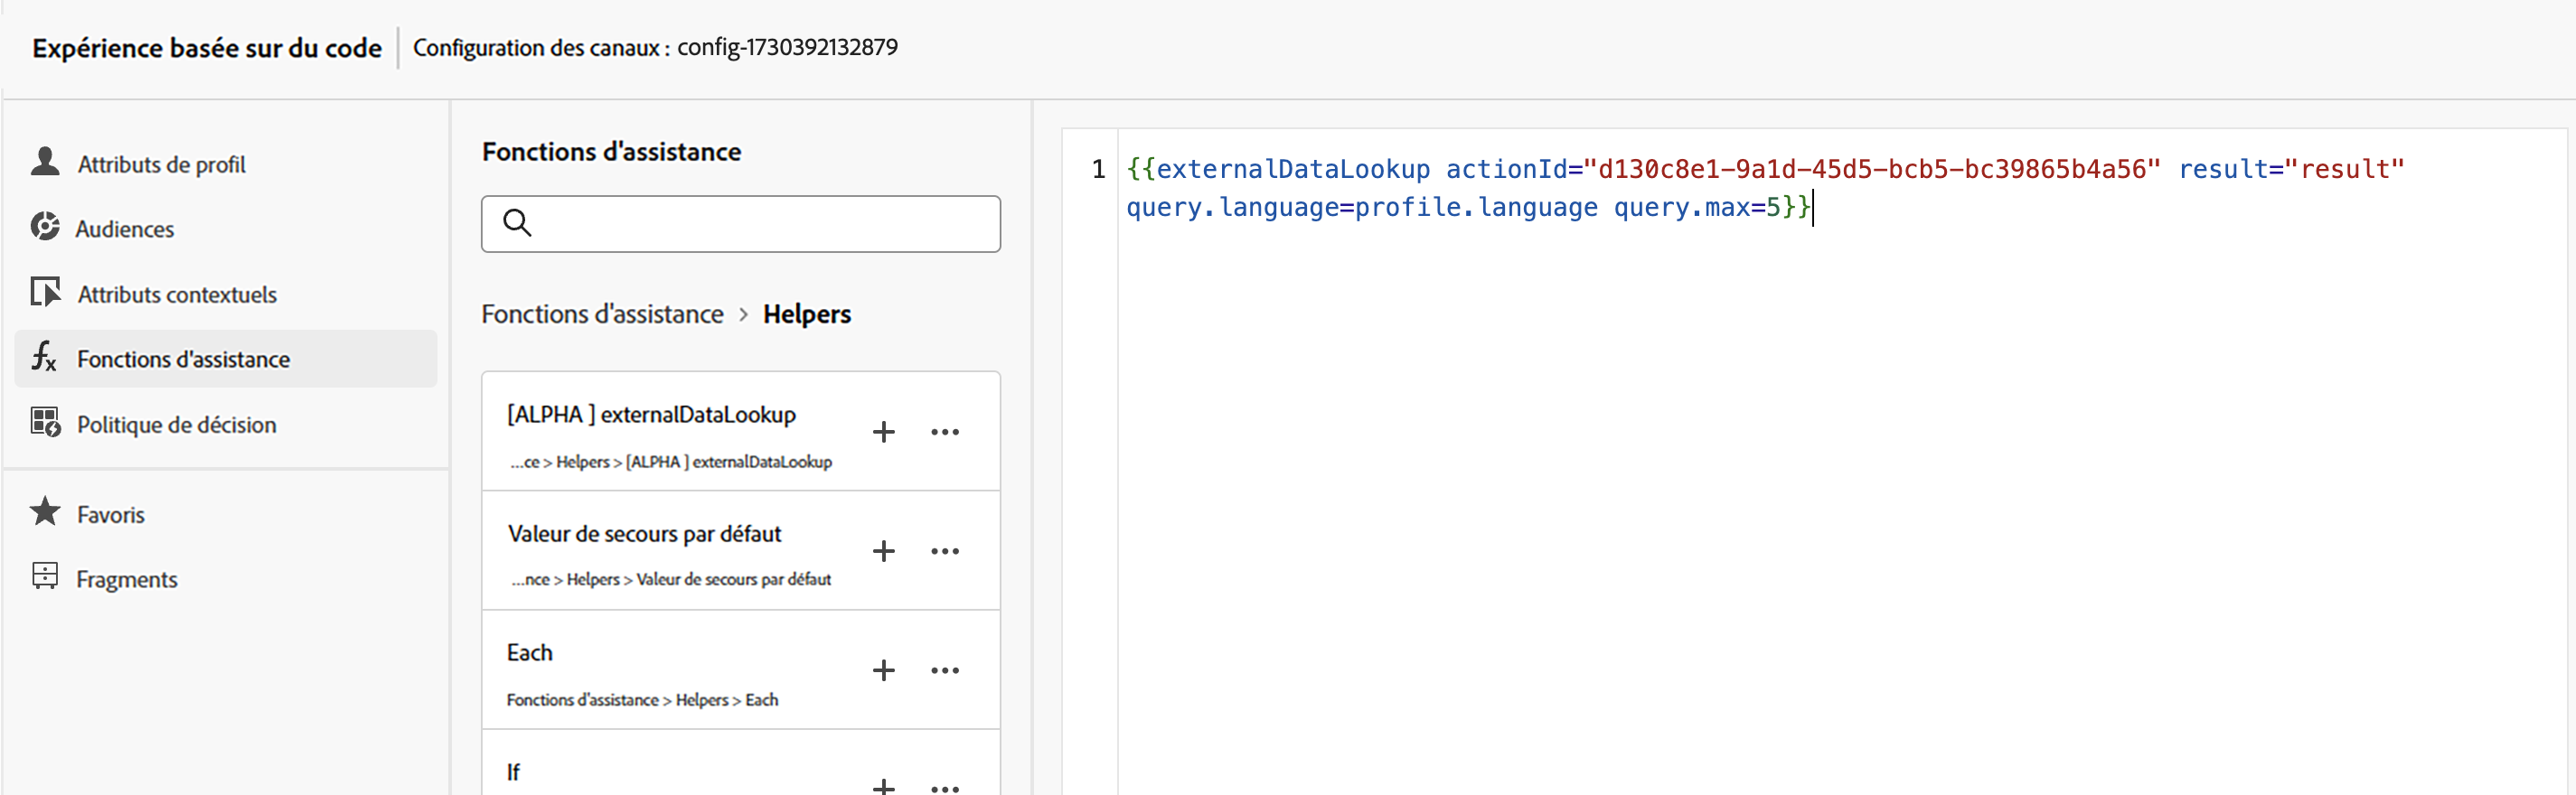 Expérience basée sur du code
Configuration des canaux : config-1730392132879
Attributs de profil
Audiences
Attributs contextuels
Fonctions d'assistance
Politique de décision
Favoris
Fragments
Fonctions d'assistance
Fonctions d'assistance > Helpers
[ALPHA ] externalDataLookup
...ce > Helpers > [ALPHA ] externalDataLookup
Valeur de secours par défaut
...nce > Helpers > Valeur de secours par défaut
Each
Fonctions d'assistance > Helpers > Each
If
1 {{externalDataLookup actionId="d130c8e1-9a1d-45d5-bcb5-bc39865b4a56" result="result"
query.language=profile.language query.max=5}}